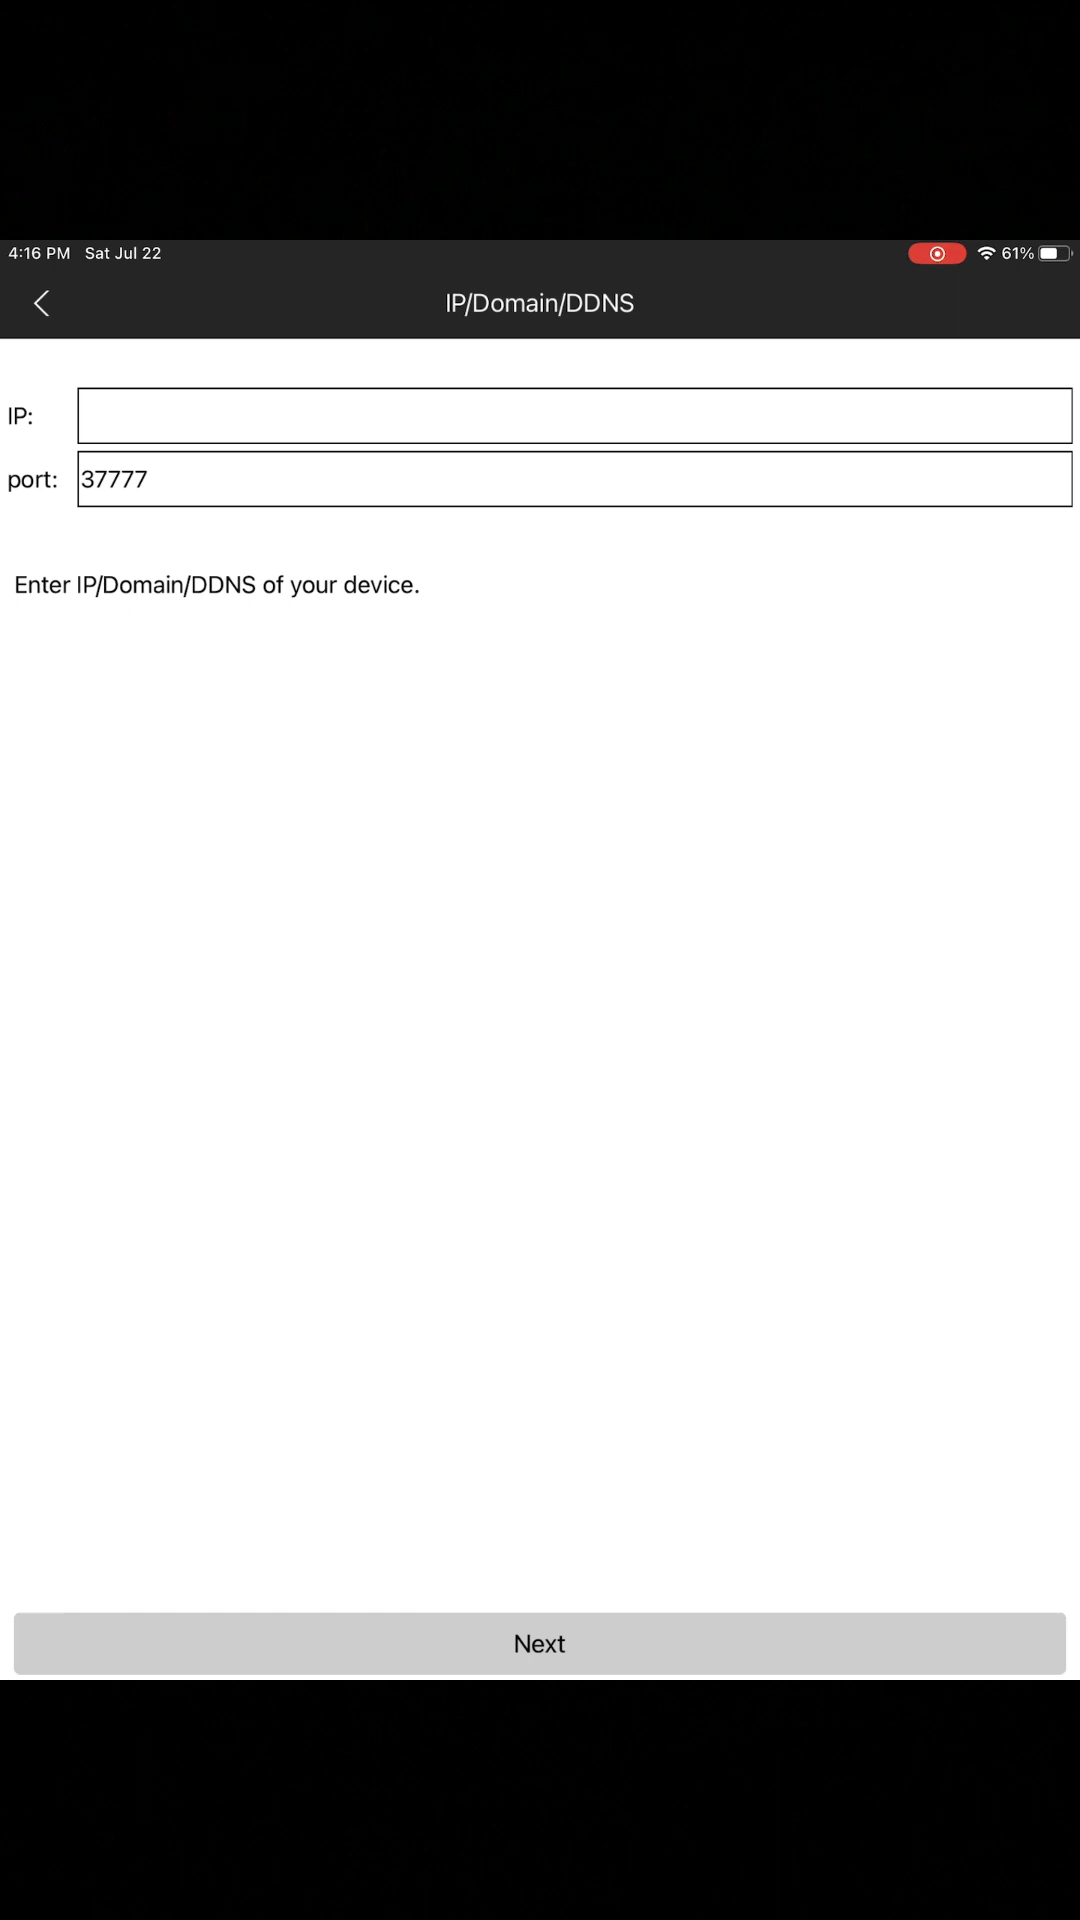 4:16 PM Sat Jul 22 61%
IP/Domain/DDNS
IP:
port: 37777
Enter IP/Domain/DDNS of your device.
Next